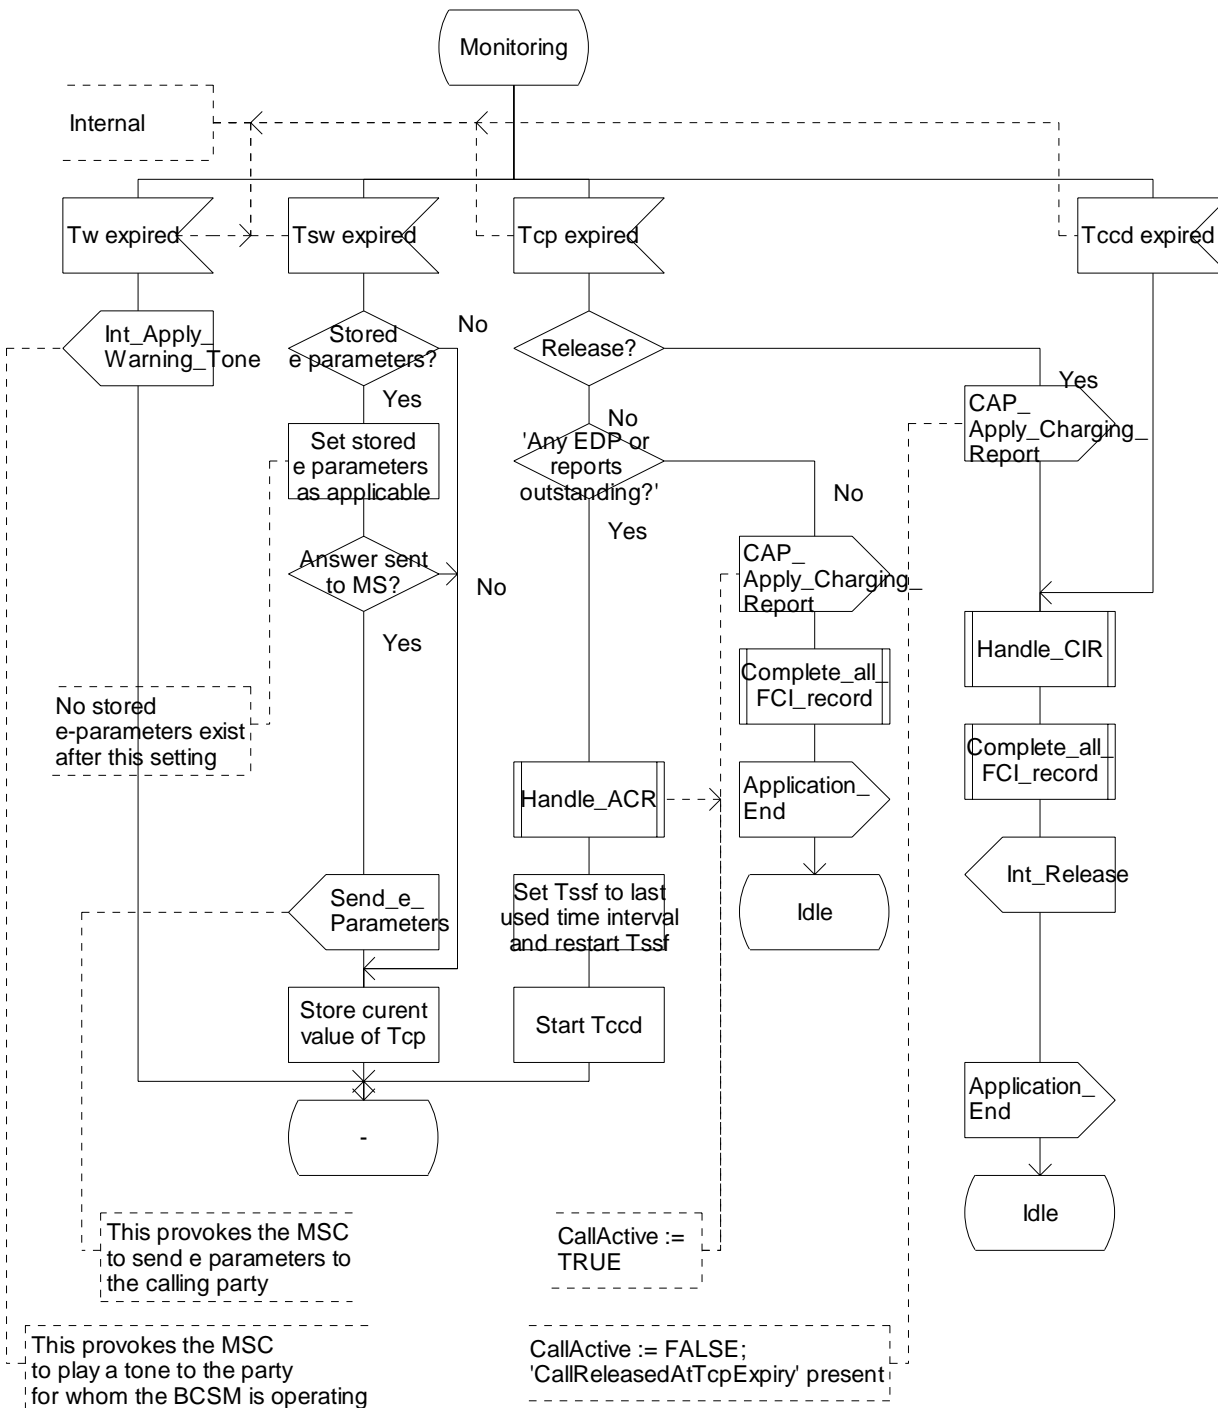 Monitoring
Internal
Tw expired
Tsw expired
Tcp expired
Tccd expired
Int_Apply_
Warning_Tone
Stored
e parameters?
No
Yes
Release?
Yes
No
CAP_
Apply_Charging_
Report
Set stored
e parameters
as applicable
'Any EDP or
reports
outstanding?'
No
Yes
Answer sent
to MS?
No
Yes
CAP_
Apply_Charging_
Report
Handle_CIR
Complete_all_
FCI_record
No stored
e-parameters exist
after this setting
Complete_all_
FCI_record
Handle_ACR
Application_
End
Int_Release
Send_e_
Parameters
Set Tssf to last
used time interval
and restart Tssf
Idle
Store curent
value of Tcp
Start Tccd
Application_
End
-
Idle
This provokes the MSC
to send e parameters to
the calling party
CallActive :=
TRUE
This provokes the MSC
to play a tone to the party
for whom the BCSM is operating
CallActive := FALSE;
'CallReleasedAtTcpExpiry' present